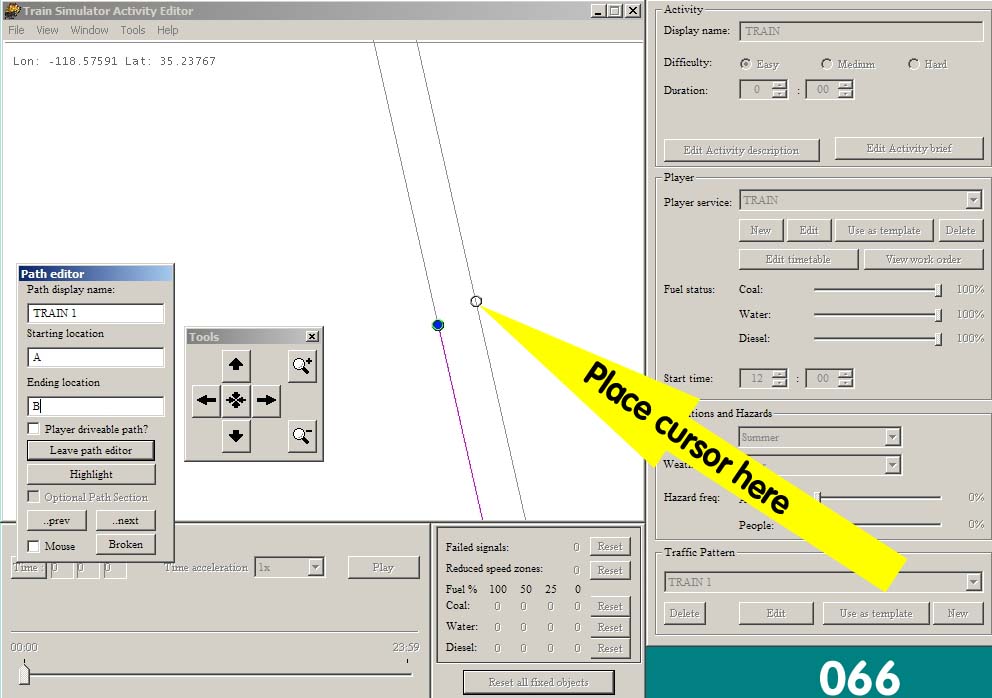 Train Simulator Activity Editor
File View Window Tools Help
Lon: -118.57591 Lat: 35.23767
Path editor
Path display name:
TRAIN 1
Starting location
A
Ending location
B
Player driveable path?
Leave path editor
Highlight
Optional Path Section
..prev ..next
Mouse Broken
Tools
Place cursor here
Time: 0 0 0 Time acceleration 1x Play
00:00 23:59
Failed signals: 0 Reset
Reduced speed zones: 0 Reset
Fuel % 100 50 25 0
Coal: 0 0 0 0 Reset
Water: 0 0 0 0 Reset
Diesel: 0 0 0 0 Reset
Reset all fixed objects
Activity
Display name: TRAIN
Difficulty: Easy Medium Hard
Duration: 0 : 00
Edit Activity description Edit Activity brief
Player
Player service: TRAIN
New Edit Use as template Delete
Edit timetable View work order
Fuel status: Coal: 100%
Water: 100%
Diesel: 100%
Start time: 12 : 00
and Hazards
Summer
Hazard freq: 0%
People: 0%
Traffic Pattern
TRAIN 1
Delete Edit Use as template New
066